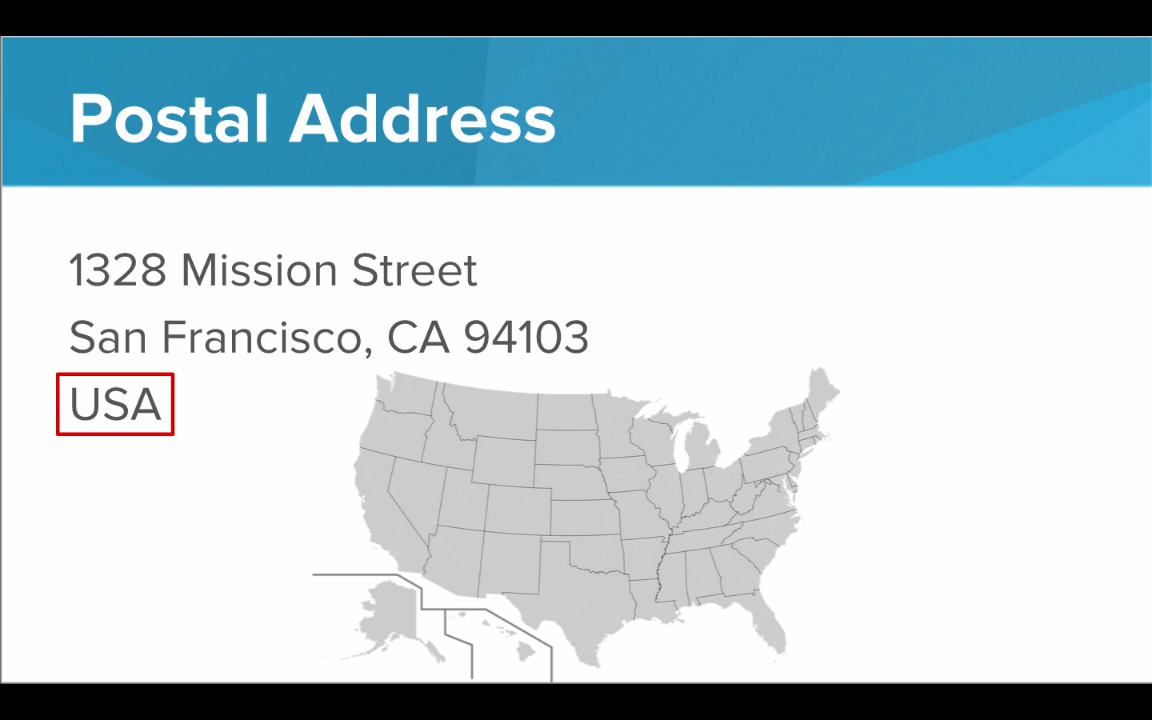 Postal Address
1328 Mission Street
San Francisco, CA 94103
USA